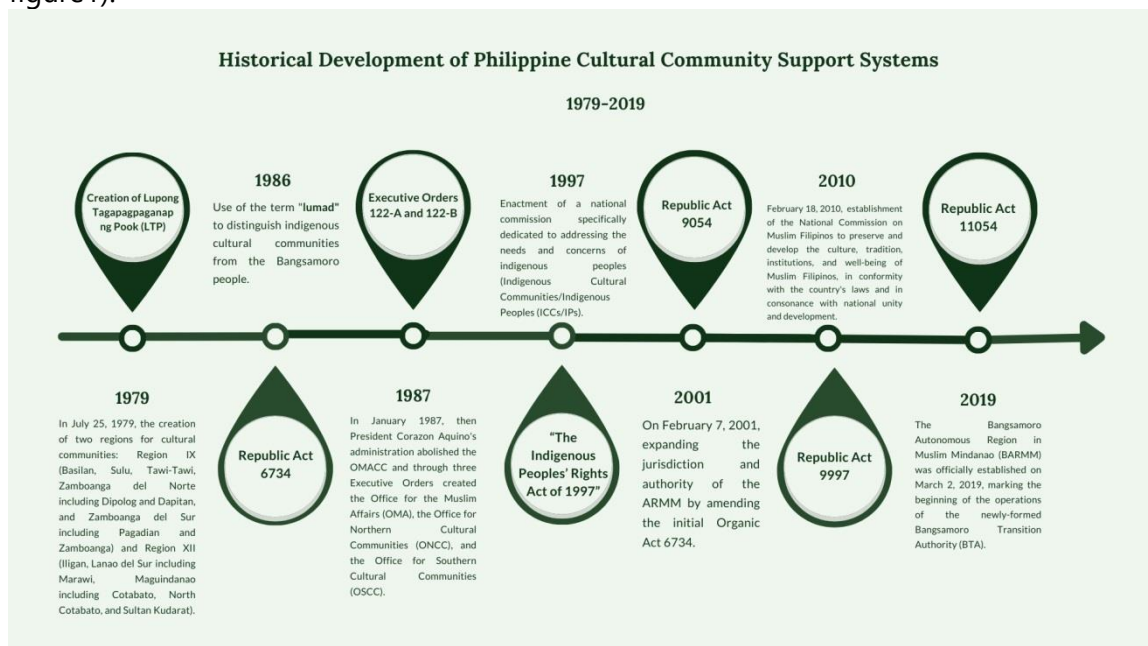 figure1).
Historical Development of Philippine Cultural Community Support Systems
1979-2019
Creation of Lupong
Tagapagpaganap
ng Pook (LTP)
1979
In July 25, 1979, the creation
of two regions for cultural
communities: Region IX
(Basilan, Sulu, Tawi-Tawi,
Zamboanga del Norte
including Dipolog and Dapitan,
and Zamboanga del Sur
including Pagadian and
Zamboanga) and Region XII
(Iligan, Lanao del Sur including
Marawi, Maguindanao
including Cotabato, North
Cotabato, and Sultan Kudarat).
1986
Use of the term "lumad"
to distinguish indigenous
cultural communities
from the Bangsamoro
people.
Republic Act
6734
Executive Orders
122-A and 122-B
1987
In January 1987, then
President Corazon Aquino's
administration abolished the
OMACC and through three
Executive Orders created
the Office for the Muslim
Affairs (OMA), the Office for
Northern Cultural
Communities (ONCC), and
the Office for Southern
Cultural Communities
(OSCC).
1997
Enactment of a national
commission specifically
dedicated to addressing the
needs and concerns of
indigenous peoples
(Indigenous Cultural
Communities/Indigenous
Peoples (ICCs/IPs).
"The
Indigenous
Peoples' Rights
Act of 1997"
Republic Act
9054
2001
On February 7, 2001,
expanding the
jurisdiction and
authority of the
ARMM by amending
the initial Organic
Act 6734.
2010
February 18, 2010, establishment
of the National Commission on
Muslim Filipinos to preserve and
develop the culture, tradition,
institutions, and well-being of
Muslim Filipinos, in conformity
with the country's laws and in
consonance with national unity
and development.
Republic Act
9997
Republic Act
11054
2019
The Bangsamoro
Autonomous Region in
Muslim Mindanao (BARMM)
was officially established on
March 2, 2019, marking the
beginning of the operations
of the newly-formed
Bangsamoro Transition
Authority (BTA).